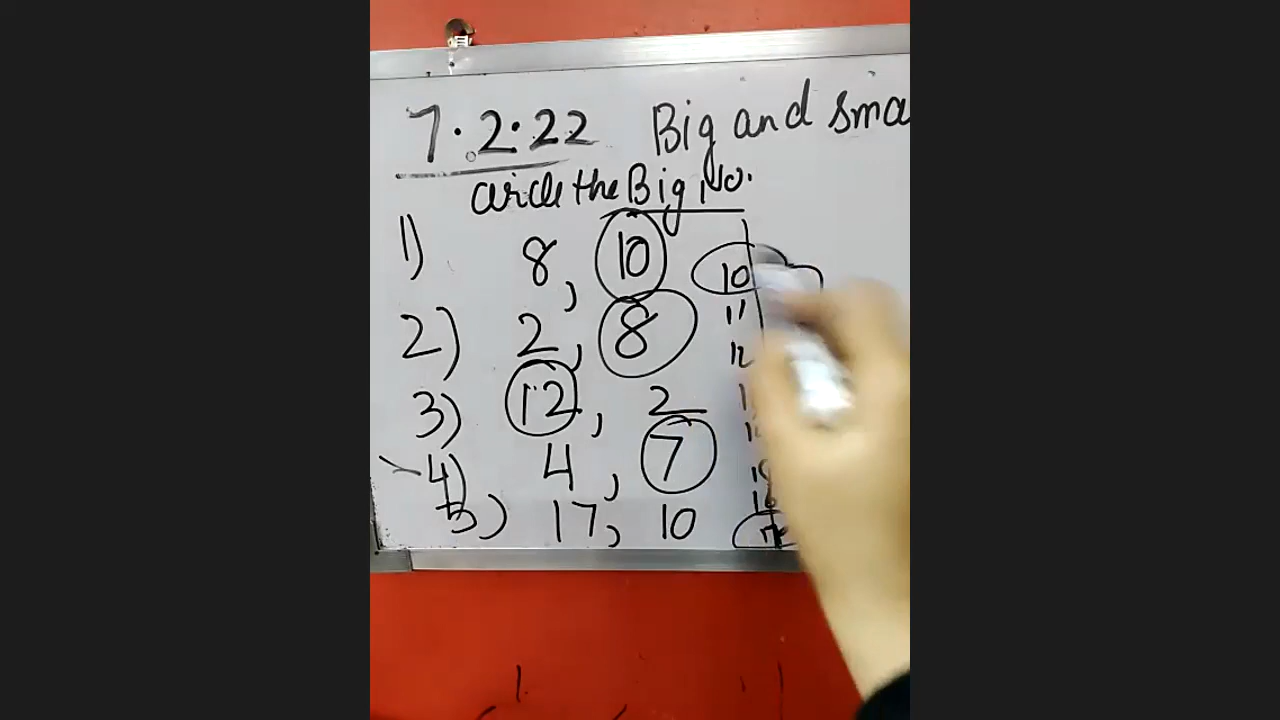 7.2.22 Big and sma
circle the Big No.
1) 8, 10
2) 2, 8
3) 12, 2
4) 4, 7
5) 17, 10
10
11
12
17